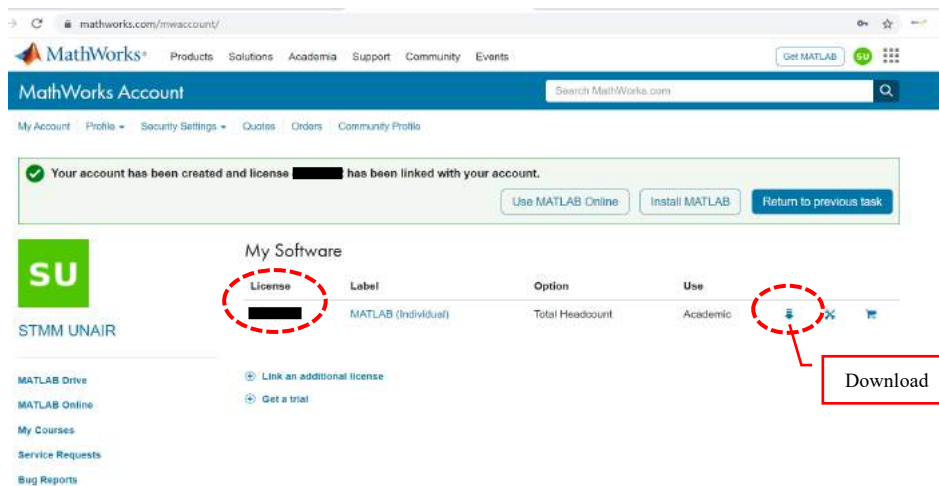 mathworks.com/mwaccount/
MathWorks® Products Solutions Academia Support Community Events Get MATLAB SU
MathWorks Account Search MathWorks.com
My Account Profile Security Settings Quotes Orders Community Profile
Your account has been created and license has been linked with your account.
Use MATLAB Online Install MATLAB Return to previous task
SU
My Software
License Label Option Use
MATLAB (Individual) Total Headcount Academic
STMM UNAIR
Download
MATLAB Drive
Link an additional license
MATLAB Online
Get a trial
My Courses
Service Requests
Bug Reports